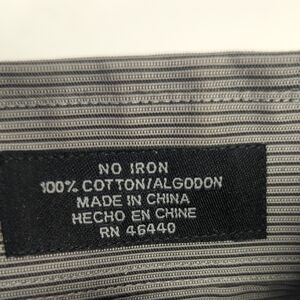 NO IRON
100% COTTON/ALGODON
MADE IN CHINA
HECHO EN CHINE
RN 46440